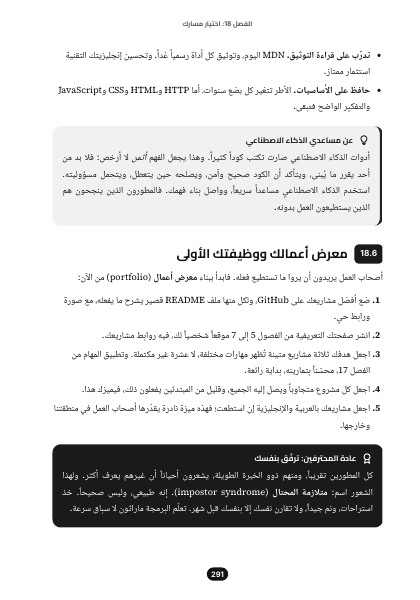 الفصل 18: اختيار مسارك
• تدرّب على قراءة التوثيق. MDN اليوم، وتوثيق كل أداة رسمياً غداً. وتحسين إنجليزيتك التقنية
استثمار ممتاز.
• حافظ على الأساسيات. الأطر تتغير كل بضع سنوات، أما HTTP وHTML وCSS وJavaScript
والتفكير الواضح فتبقى.
عن مساعدي الذكاء الاصطناعي
أدوات الذكاء الاصطناعي صارت تكتب كوداً كثيراً. وهذا يجعل الفهم أثمن لا أرخص: فلا بد من
أحد يقرر ما يُبنى، ويتأكد أن الكود صحيح وآمن، ويصلحه حين يتعطل، ويتحمل مسؤوليته.
استخدم الذكاء الاصطناعي مساعداً سريعاً، وواصل بناء فهمك. فالمطورون الذين ينجحون هم
الذين يستطيعون العمل بدونه.
18.6 معرض أعمالك ووظيفتك الأولى
أصحاب العمل يريدون أن يروا ما تستطيع فعله. فابدأ ببناء معرض أعمال (portfolio) من الآن:
1. ضع أفضل مشاريعك على GitHub، ولكل منها ملف README قصير يشرح ما يفعله، مع صورة
ورابط حي.
2. انشر صفحتك التعريفية من الفصول 5 إلى 7 موقعاً شخصياً لك، فيه روابط مشاريعك.
3. اجعل هدفك ثلاثة مشاريع متينة تُظهر مهارات مختلفة، لا عشرة غير مكتملة. وتطبيق المهام من
الفصل 17، محسّناً بتمارينه، بداية رائعة.
4. اجعل كل مشروع متجاوباً ويصل إليه الجميع، وقليل من المبتدئين يفعلون ذلك، فيميزك هذا.
5. اجعل مشاريعك بالعربية والإنجليزية إن استطعت؛ فهذه ميزة نادرة يقدّرها أصحاب العمل في منطقتنا
وخارجها.
عادة المحترفين: ترفّق بنفسك
كل المطورين تقريباً، ومنهم ذوو الخبرة الطويلة، يشعرون أحياناً أن غيرهم يعرف أكثر. ولهذا
الشعور اسم: متلازمة المحتال (impostor syndrome). إنه طبيعي، وليس صحيحاً. خذ
استراحات، ونم جيداً، ولا تقارن نفسك إلا بنفسك قبل شهر. تعلّم البرمجة ماراثون لا سباق سرعة.
291